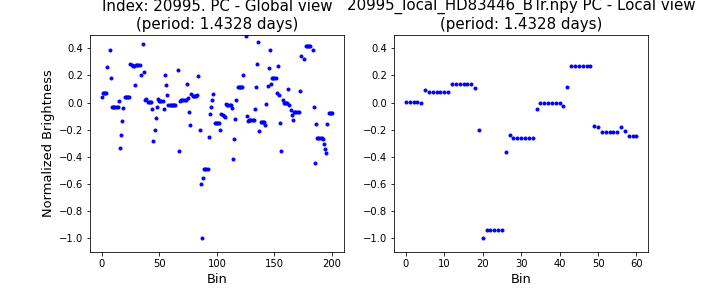 Index: 20995. PC - Global view
(period: 1.4328 days)
20995_local_HD83446_BTr.npy PC - Local view
(period: 1.4328 days)
Normalized Brightness
0.4
0.2
0.0
−0.2
−0.4
−0.6
−0.8
−1.0
0 50 100 150 200
Bin
0.4
0.2
0.0
−0.2
−0.4
−0.6
−0.8
−1.0
0 10 20 30 40 50 60
Bin